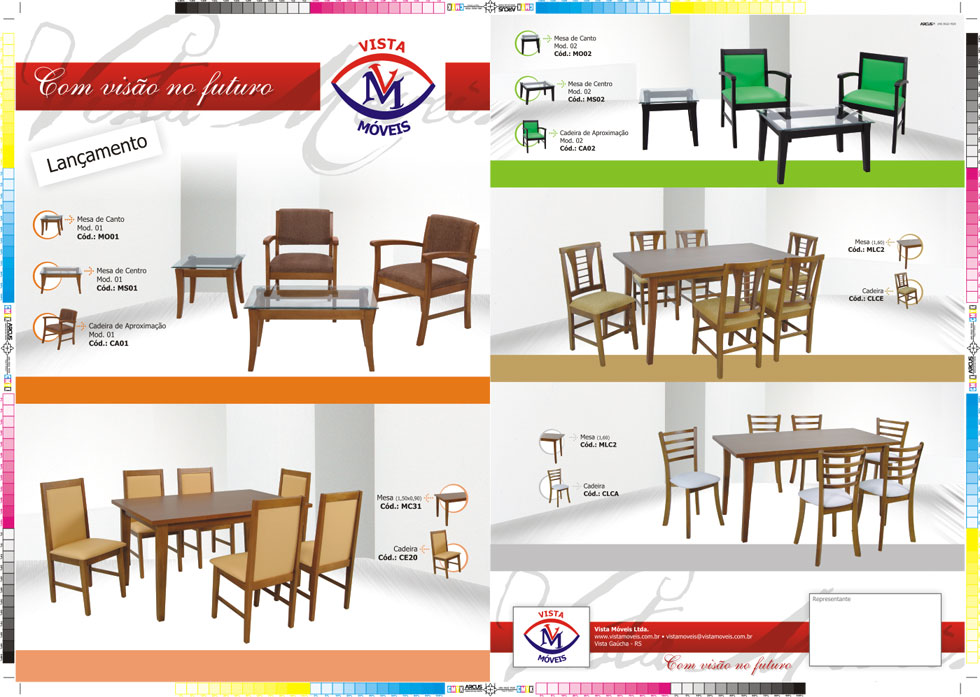 Com visão no futuro
VISTA
VM
MÓVEIS
Lançamento
Mesa de Canto
Mod. 01
Cód.: MO01
Mesa de Centro
Mod. 01
Cód.: MS01
Cadeira de Aproximação
Mod. 01
Cód.: CA01
Mesa (1,50x0,90)
Cód.: MC31
Cadeira
Cód.: CE20
Mesa de Canto
Mod. 02
Cód.: MO02
Mesa de Centro
Mod. 02
Cód.: MS02
Cadeira de Aproximação
Mod. 02
Cód.: CA02
Mesa (1,60)
Cód.: MLC2
Cadeira
Cód.: CLCE
Mesa (1,60)
Cód.: MLC2
Cadeira
Cód.: CLCA
VISTA
VM
MÓVEIS
Vista Móveis Ltda.
www.vistamoveis.com.br • vistamoveis@vistamoveis.com.br
Vista Gaúcha - RS
Com visão no futuro
Representante